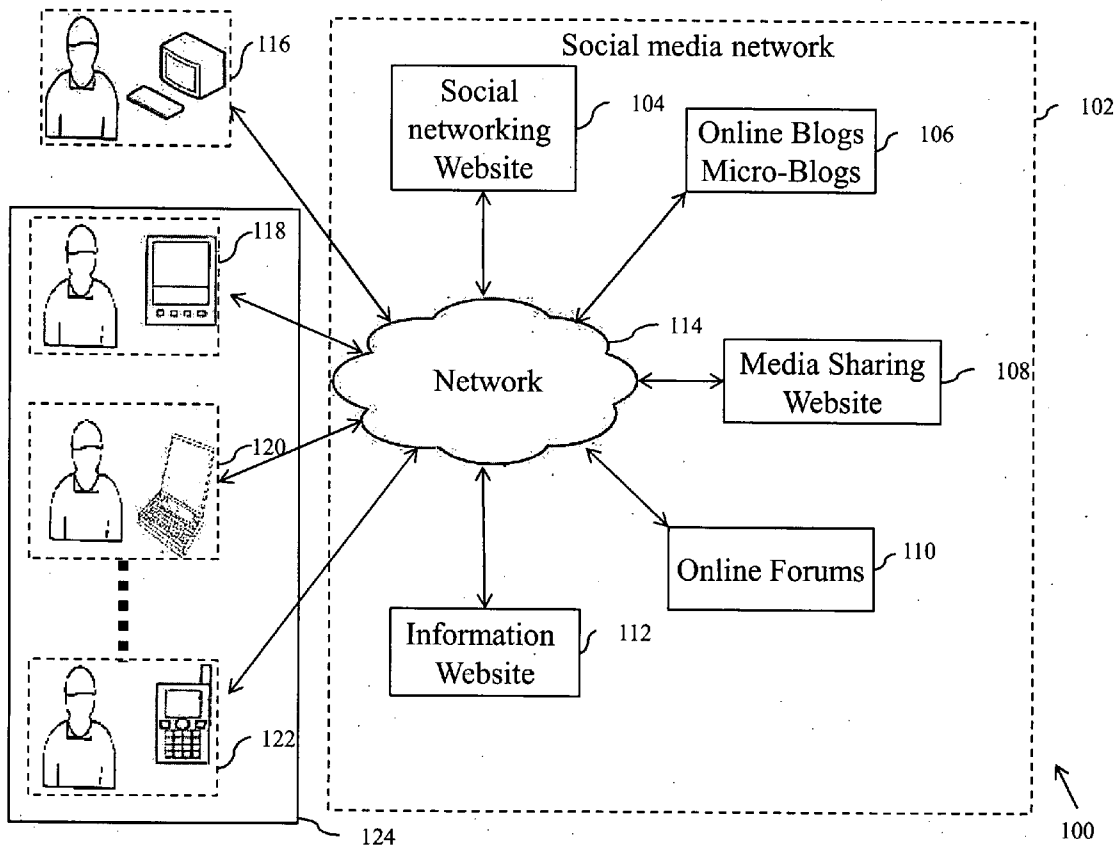 116
Social media network
102
Social
networking
Website
104
Online Blogs
Micro-Blogs
106
118
114
Network
Media Sharing
Website
108
120
Online Forums
110
Information
Website
112
122
124
100